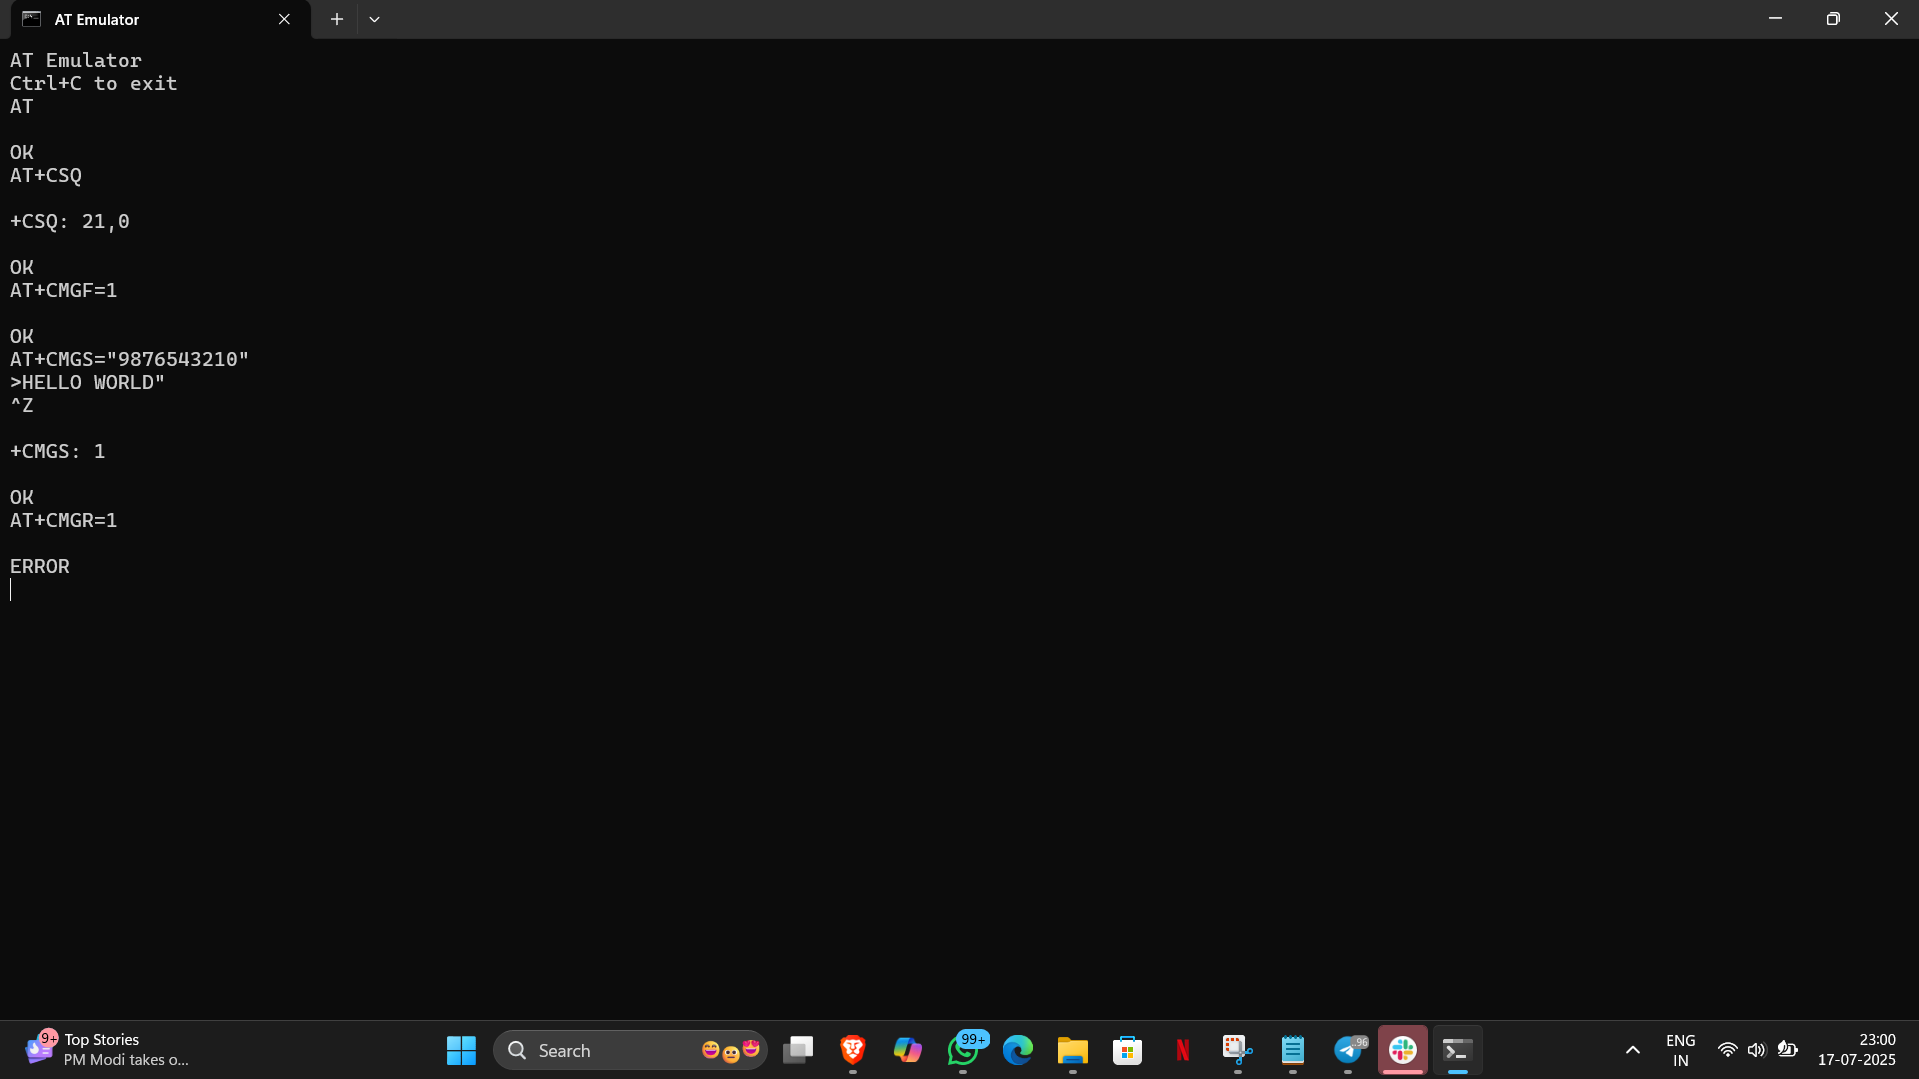 AT Emulator
AT Emulator
Ctrl+C to exit
AT
OK
AT+CSQ
+CSQ: 21,0
OK
AT+CMGF=1
OK
AT+CMGS="9876543210"
>HELLO WORLD"
^Z
+CMGS: 1
OK
AT+CMGR=1
ERROR
9+
Top Stories
PM Modi takes o...
Search
99+
96
ENG
IN
23:00
17-07-2025